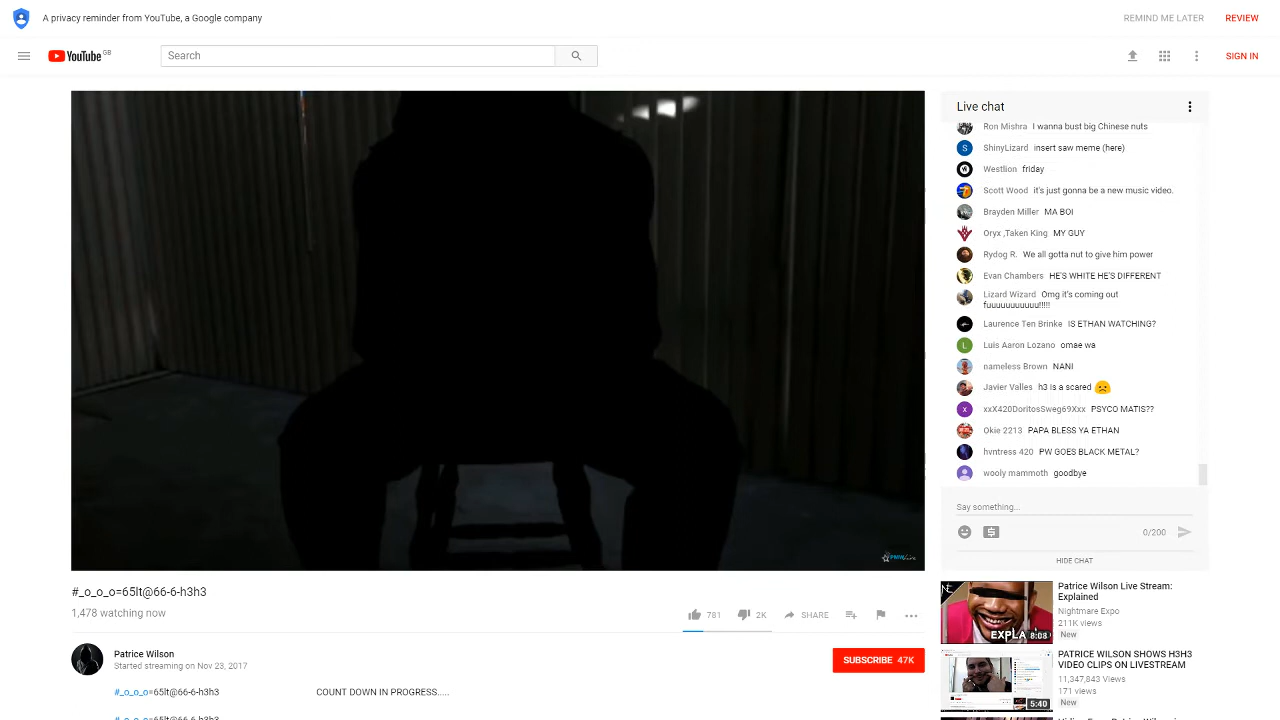 A privacy reminder from YouTube, a Google company
REMIND ME LATER
REVIEW
YouTube GB
Search
SIGN IN
Live chat
Ron Mishra I wanna bust big Chinese nuts
ShinyLizard insert saw meme (here)
Westlion friday
Scott Wood it's just gonna be a new music video.
Brayden Miller MA BOI
Oryx ,Taken King MY GUY
Rydog R. We all gotta nut to give him power
Evan Chambers HE'S WHITE HE'S DIFFERENT
Lizard Wizard Omg it's coming out
fuuuuuuuuuuu!!!!!
Laurence Ten Brinke IS ETHAN WATCHING?
Luis Aaron Lozano omae wa
nameless Brown NANI
Javier Valles h3 is a scared
xxX420DoritosSweg69Xxx PSYCO MATIS??
Okie 2213 PAPA BLESS YA ETHAN
hvntress 420 PW GOES BLACK METAL?
wooly mammoth goodbye
Say something...
0/200
HIDE CHAT
#_o_o_o=65lt@66-6-h3h3
1,478 watching now
781
2K
SHARE
Patrice Wilson
Started streaming on Nov 23, 2017
SUBSCRIBE 47K
#_o_o_o=65lt@66-6-h3h3
COUNT DOWN IN PROGRESS.....
EXPLA
8:08
Patrice Wilson Live Stream:
Explained
Nightmare Expo
211K views
New
5:40
PATRICE WILSON SHOWS H3H3
VIDEO CLIPS ON LIVESTREAM
11,347,843 Views
171 views
New